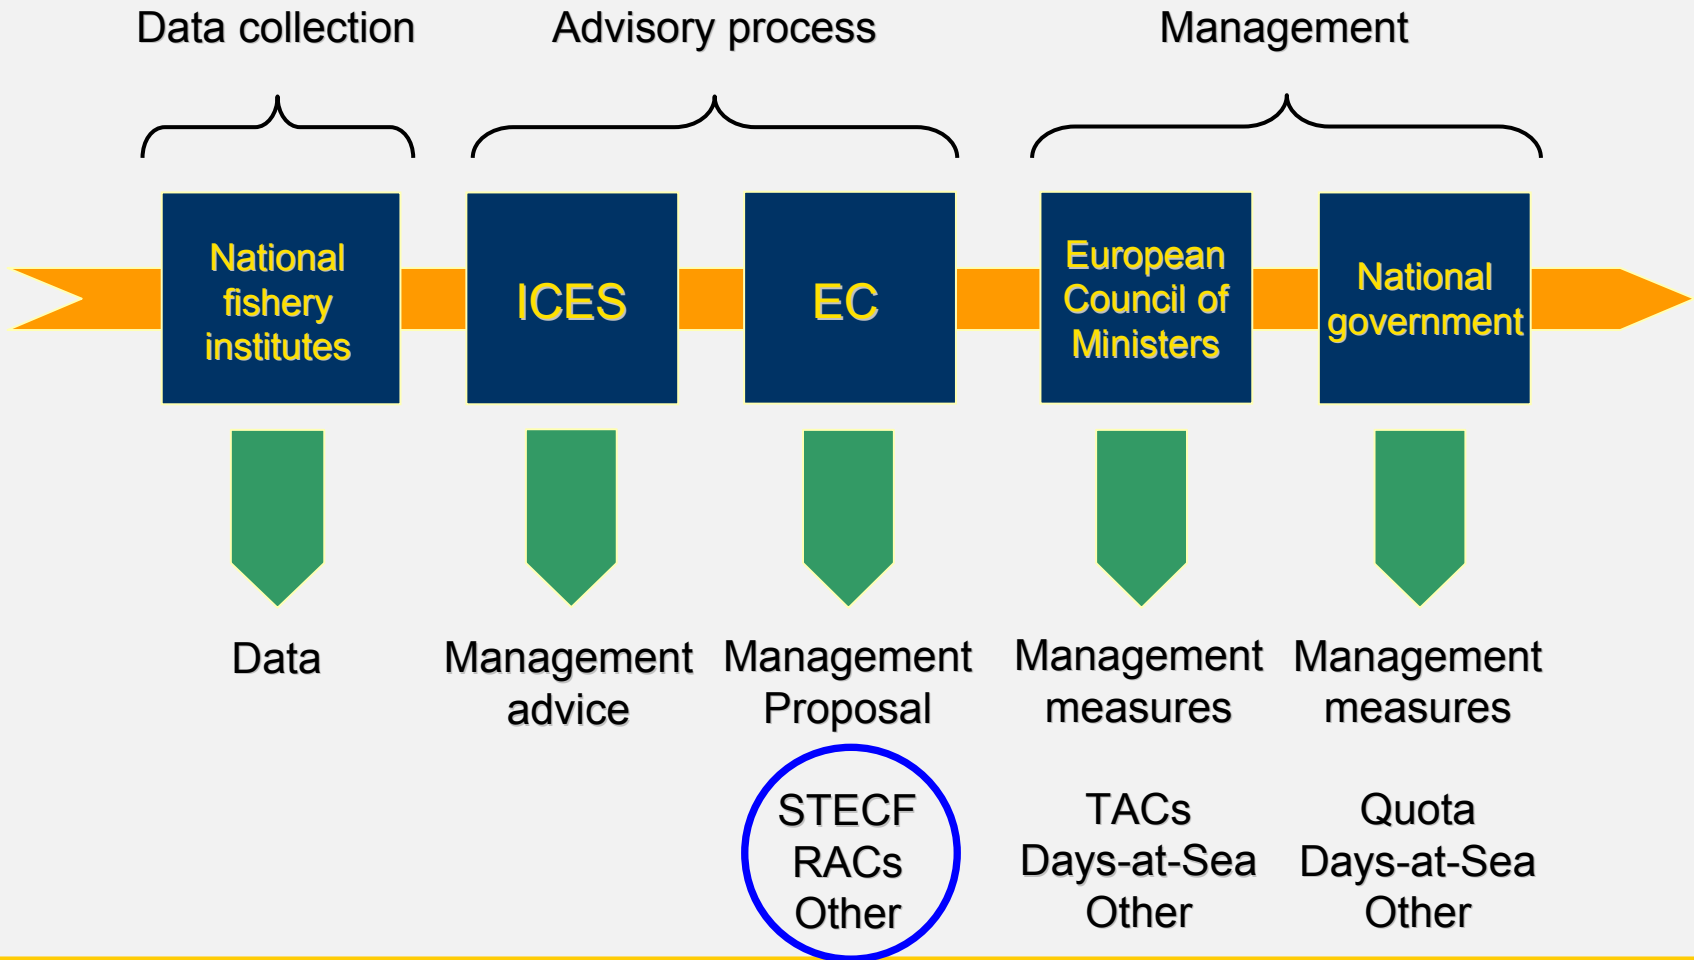 Data collection
Advisory process
Management
National
fishery
institutes
ICES
EC
European
Council of
Ministers
National
government
Data
Management
advice
Management
Proposal
Management
measures
Management
measures
STECF
RACs
Other
TACs
Days-at-Sea
Other
Quota
Days-at-Sea
Other